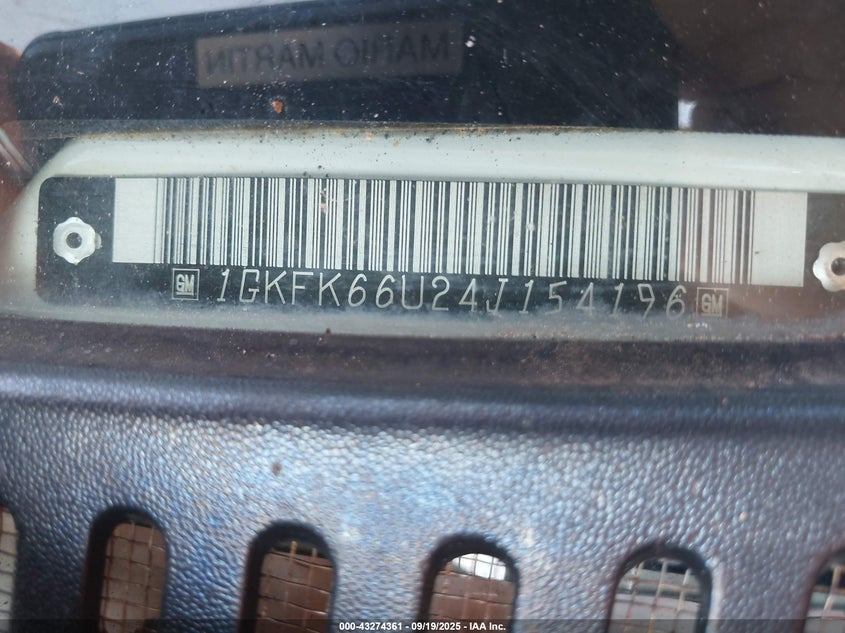 MARIO MARTIN
GM 1GKFK66U24J154196 GM
000-43274361 - 09/19/2025 - IAA Inc.